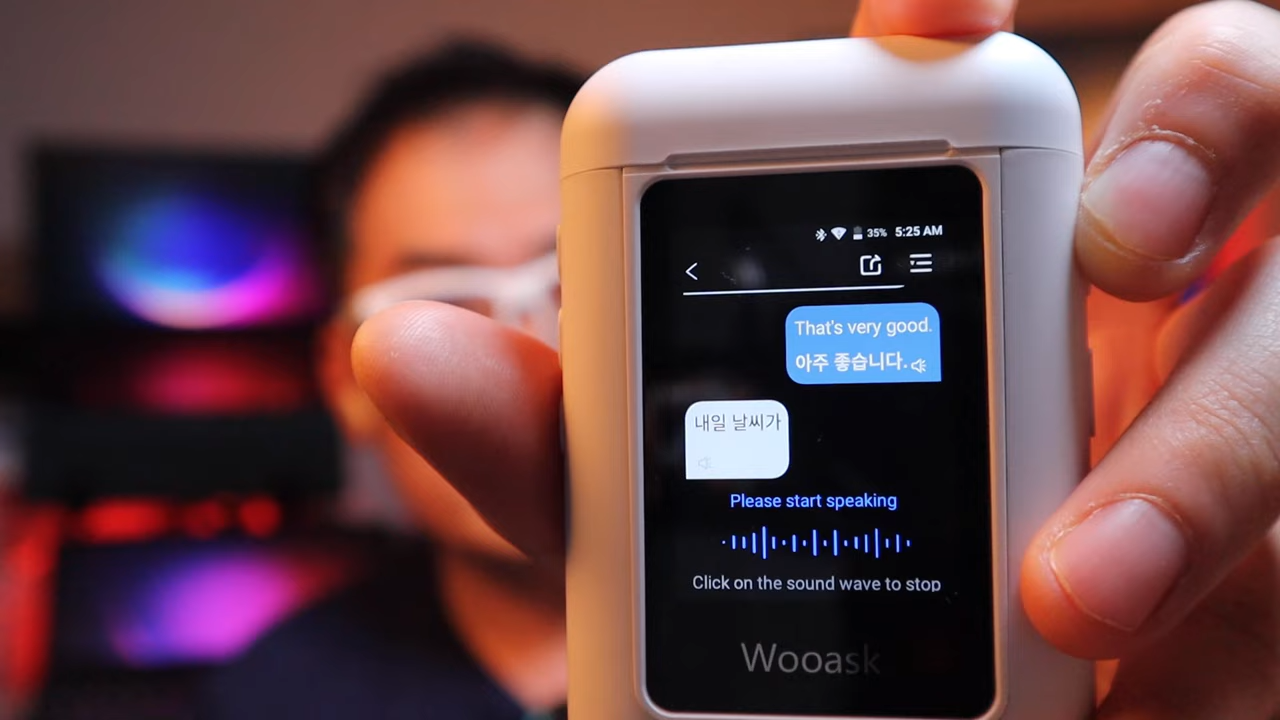 35% 5:25 AM
That's very good.
아주 좋습니다.
내일 날씨가
Please start speaking
Click on the sound wave to stop
Wooask